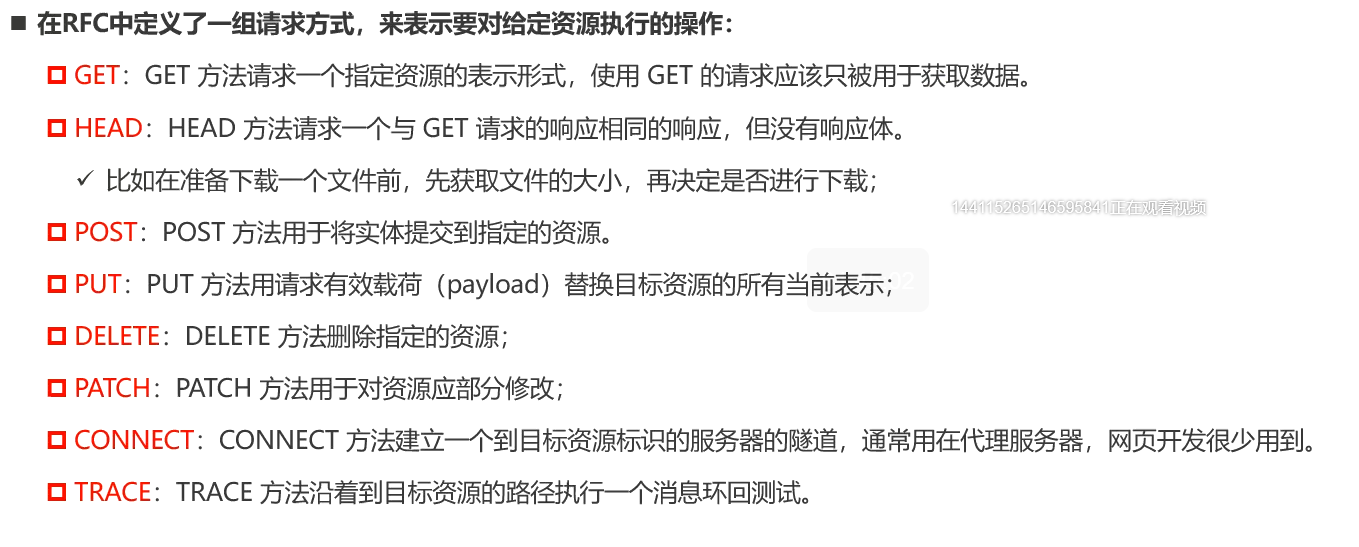 在RFC中定义了一组请求方式，来表示要对给定资源执行的操作：
GET：GET 方法请求一个指定资源的表示形式，使用 GET 的请求应该只被用于获取数据。
HEAD：HEAD 方法请求一个与 GET 请求的响应相同的响应，但没有响应体。
✓ 比如在准备下载一个文件前，先获取文件的大小，再决定是否进行下载；
144115265146595841正在观看视频
POST：POST 方法用于将实体提交到指定的资源。
PUT：PUT 方法用请求有效载荷（payload）替换目标资源的所有当前表示；
DELETE：DELETE 方法删除指定的资源；
PATCH：PATCH 方法用于对资源应部分修改；
CONNECT：CONNECT 方法建立一个到目标资源标识的服务器的隧道，通常用在代理服务器，网页开发很少用到。
TRACE：TRACE 方法沿着到目标资源的路径执行一个消息环回测试。